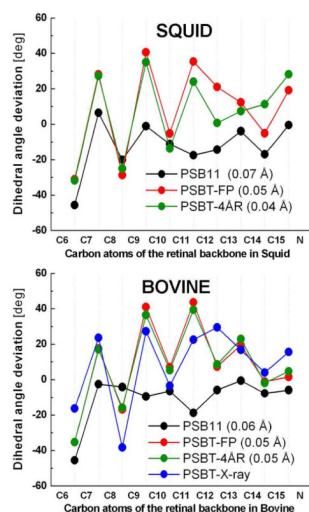 SQUID
Dihedral angle deviation [deg]
60
40
20
0
-20
-40
-60
PSB11 (0.07 Å)
PSBT-FP (0.05 Å)
PSBT-4ÅR (0.04 Å)
C6 C7 C8 C9 C10 C11 C12 C13 C14 C15 N
Carbon atoms of the retinal backbone in Squid
BOVINE
Dihedral angle deviation [deg]
60
40
20
0
-20
-40
-60
PSB11 (0.06 Å)
PSBT-FP (0.05 Å)
PSBT-4ÅR (0.05 Å)
PSBT-X-ray
C6 C7 C8 C9 C10 C11 C12 C13 C14 C15 N
Carbon atoms of the retinal backbone in Bovine